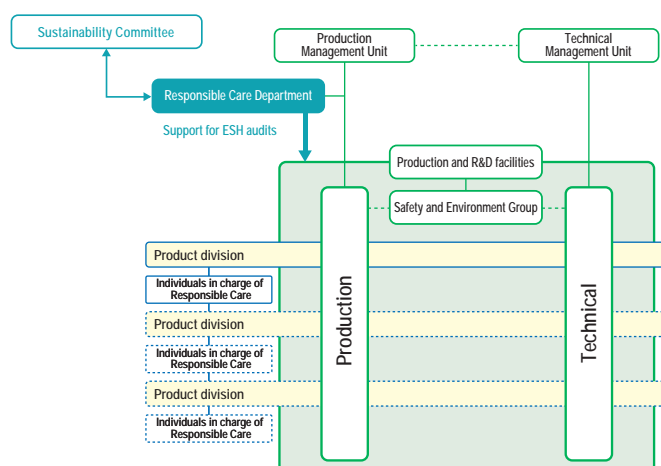 Sustainability Committee
Production
Management Unit
Technical
Management Unit
Responsible Care Department
Support for ESH audits
Production and R&D facilities
Safety and Environment Group
Production
Technical
Product division
Individuals in charge of
Responsible Care
Product division
Individuals in charge of
Responsible Care
Product division
Individuals in charge of
Responsible Care